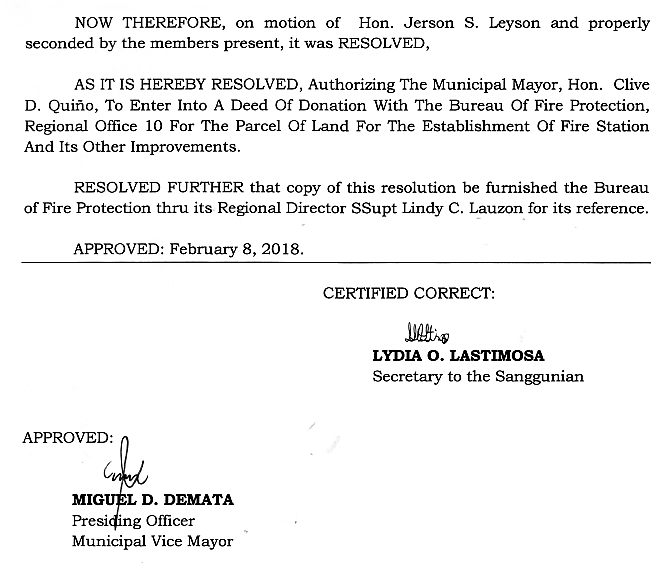 NOW THEREFORE, on motion of Hon. Jerson S. Leyson and properly
seconded by the members present, it was RESOLVED,
AS IT IS HEREBY RESOLVED, Authorizing The Municipal Mayor, Hon. Clive
D. Quiño, To Enter Into A Deed Of Donation With The Bureau Of Fire Protection,
Regional Office 10 For The Parcel Of Land For The Establishment Of Fire Station
And Its Other Improvements.
RESOLVED FURTHER that copy of this resolution be furnished the Bureau
of Fire Protection thru its Regional Director SSupt Lindy C. Lauzon for its reference.
APPROVED: February 8, 2018.
CERTIFIED CORRECT:
LYDIA O. LASTIMOSA
Secretary to the Sanggunian
APPROVED:
MIGUEL D. DEMATA
Presiding Officer
Municipal Vice Mayor